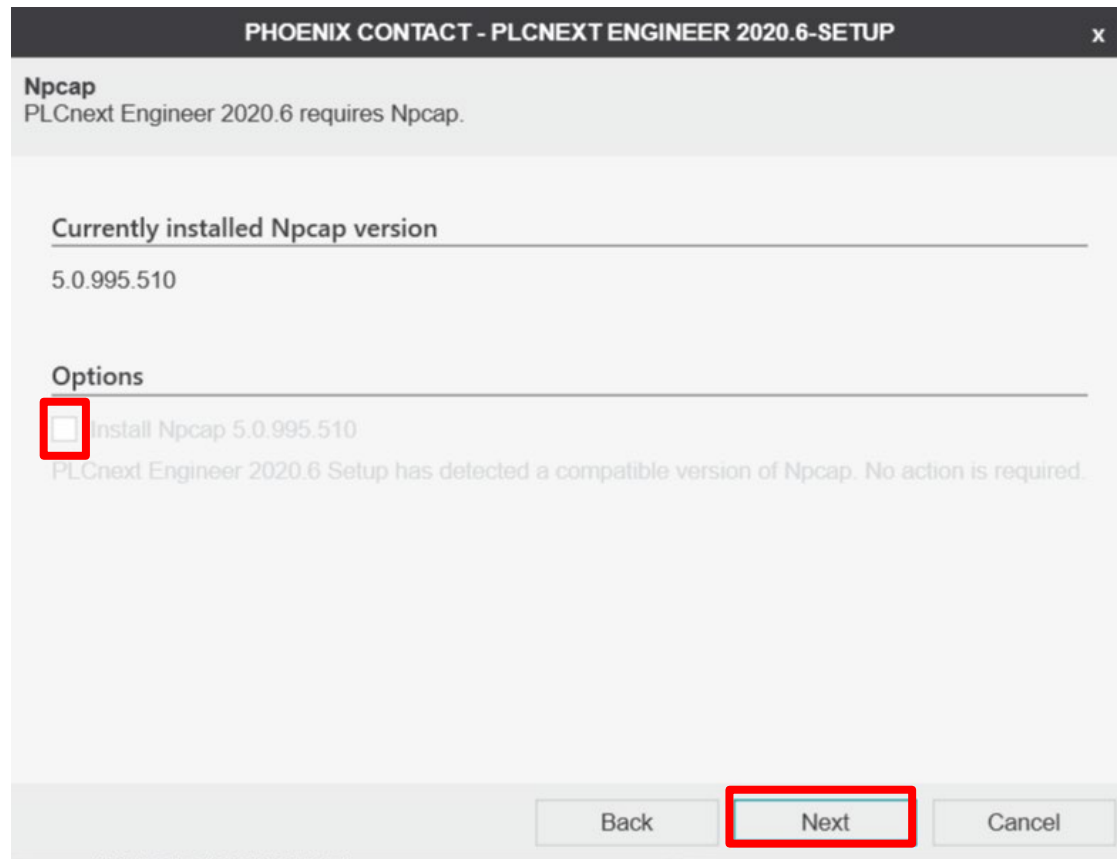 PHOENIX CONTACT - PLCNEXT ENGINEER 2020.6-SETUP x
Npcap
PLCnext Engineer 2020.6 requires Npcap.
Currently installed Npcap version
5.0.995.510
Options
Install Npcap 5.0.995.510
PLCnext Engineer 2020.6 Setup has detected a compatible version of Npcap. No action is required.
Back Next Cancel